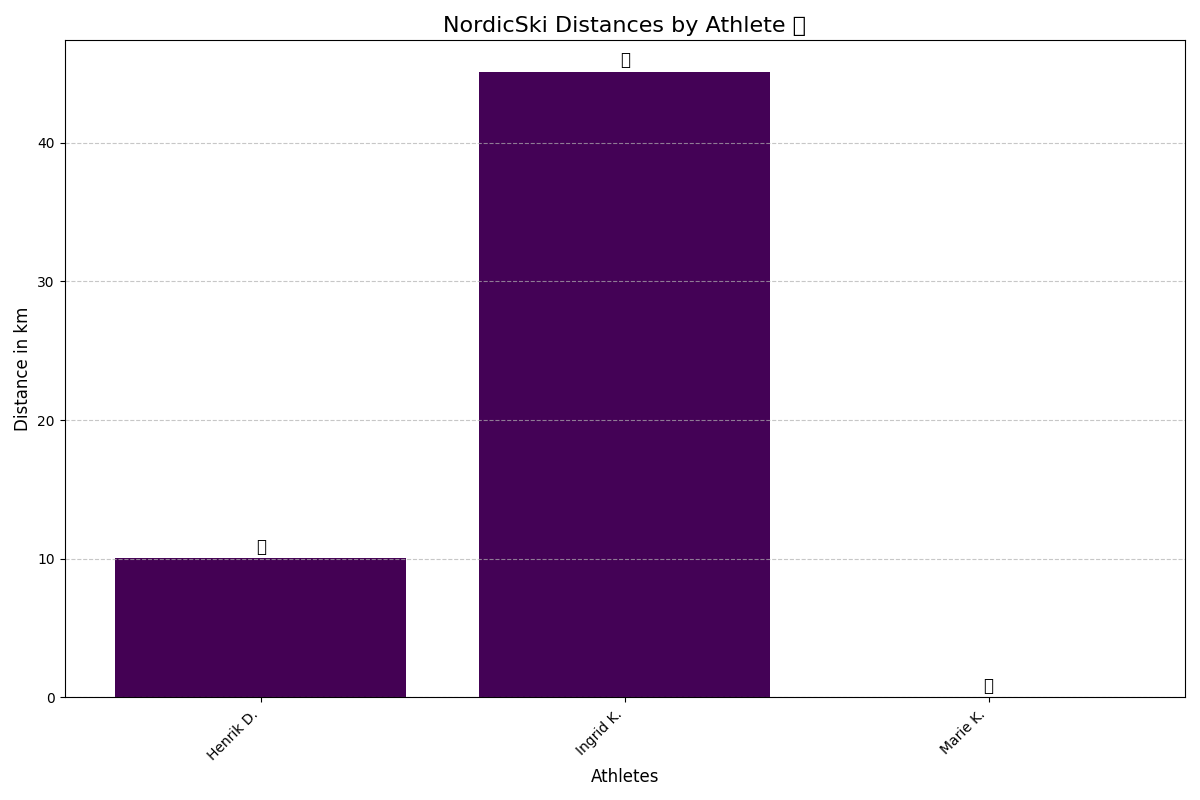 NordicSki Distances by Athlete
40
30
20
10
0
Distance in km
Henrik D.
Ingrid K.
Marie K.
Athletes